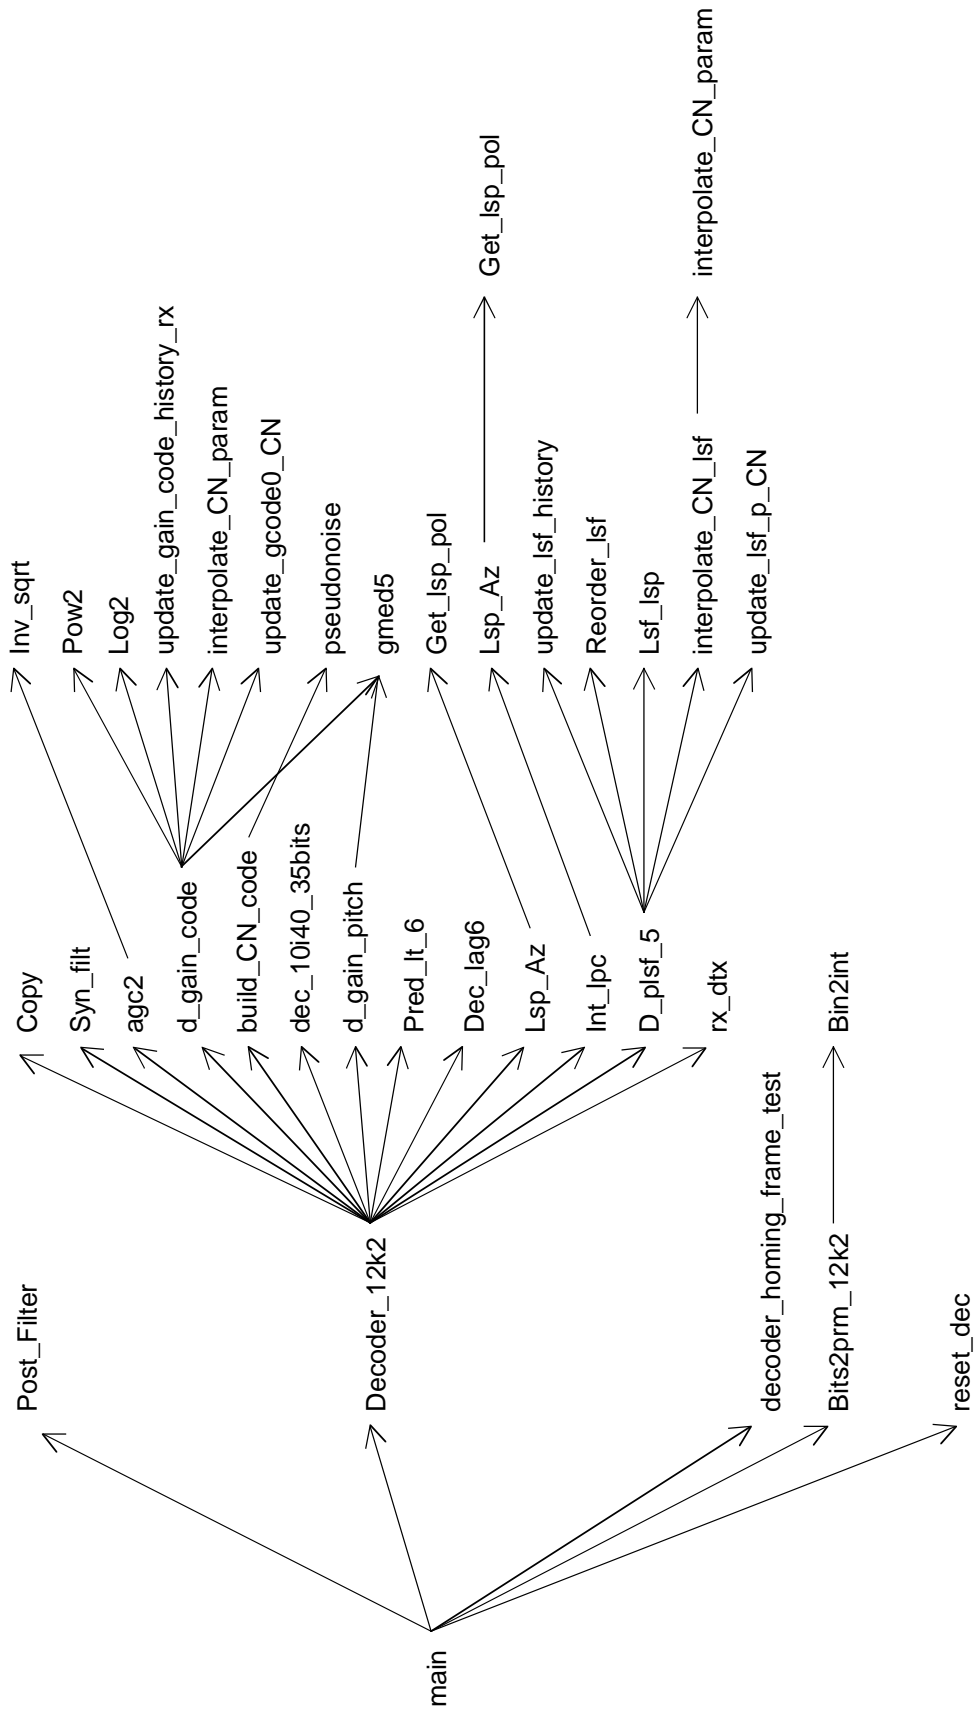 main
Post_Filter
Decoder_12k2
decoder_homing_frame_test
Bits2prm_12k2
reset_dec
Copy
Syn_filt
agc2
d_gain_code
build_CN_code
dec_10i40_35bits
d_gain_pitch
Pred_lt_6
Dec_lag6
Lsp_Az
Int_lpc
D_plsf_5
rx_dtx
Bin2int
Inv_sqrt
Pow2
Log2
update_gain_code_history_rx
interpolate_CN_param
update_gcode0_CN
pseudonoise
gmed5
Get_lsp_pol
Lsp_Az
update_lsf_history
Reorder_lsf
Lsf_lsp
interpolate_CN_lsf
update_lsf_p_CN
Get_lsp_pol
interpolate_CN_param